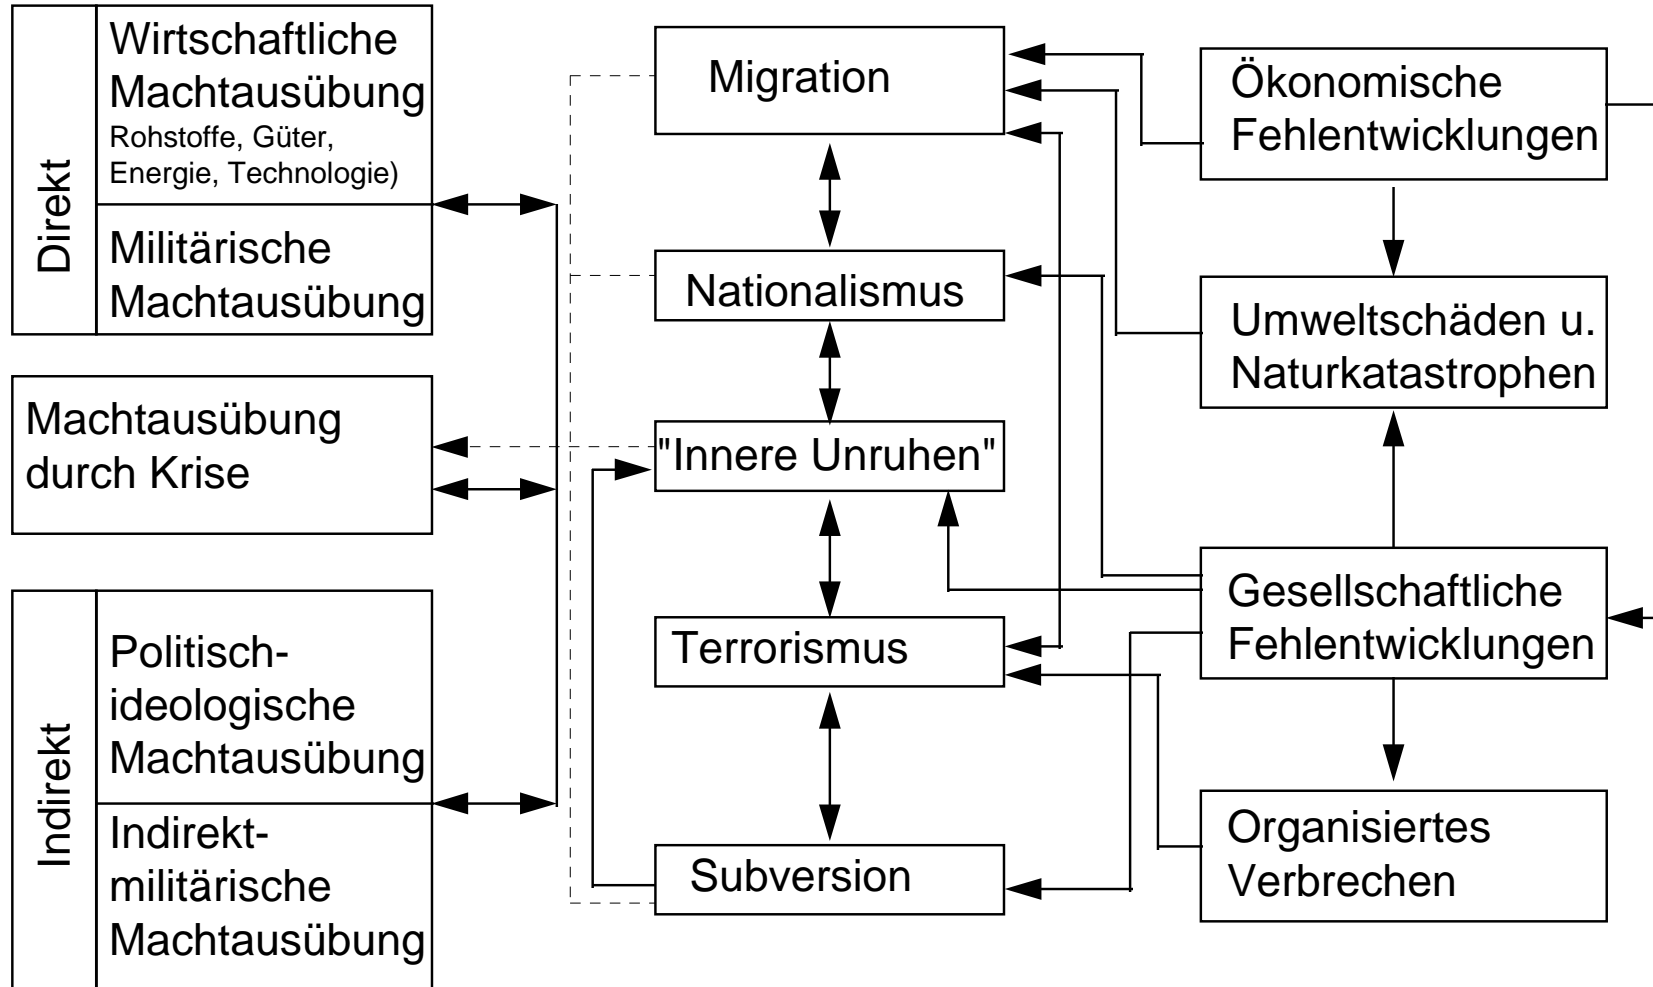 Direkt
Wirtschaftliche
Machtausübung
Rohstoffe, Güter,
Energie, Technologie)
Militärische
Machtausübung
Machtausübung
durch Krise
Indirekt
Politisch-
ideologische
Machtausübung
Indirekt-
militärische
Machtausübung
Migration
Nationalismus
"Innere Unruhen"
Terrorismus
Subversion
Ökonomische
Fehlentwicklungen
Umweltschäden u.
Naturkatastrophen
Gesellschaftliche
Fehlentwicklungen
Organisiertes
Verbrechen